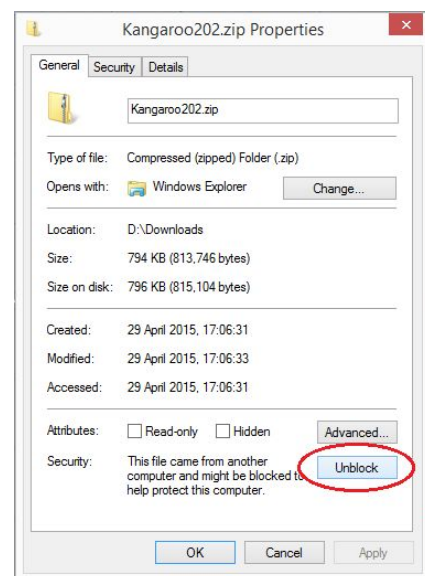 Kangaroo202.zip Properties
General Security Details
Kangaroo202.zip
Type of file: Compressed (zipped) Folder (.zip)
Opens with: Windows Explorer Change...
Location: D:\Downloads
Size: 794 KB (813,746 bytes)
Size on disk: 796 KB (815,104 bytes)
Created: 29 April 2015, 17:06:31
Modified: 29 April 2015, 17:06:33
Accessed: 29 April 2015, 17:06:31
Attributes: Read-only Hidden Advanced...
Security: This file came from another
computer and might be blocked to Unblock
help protect this computer.
OK Cancel Apply